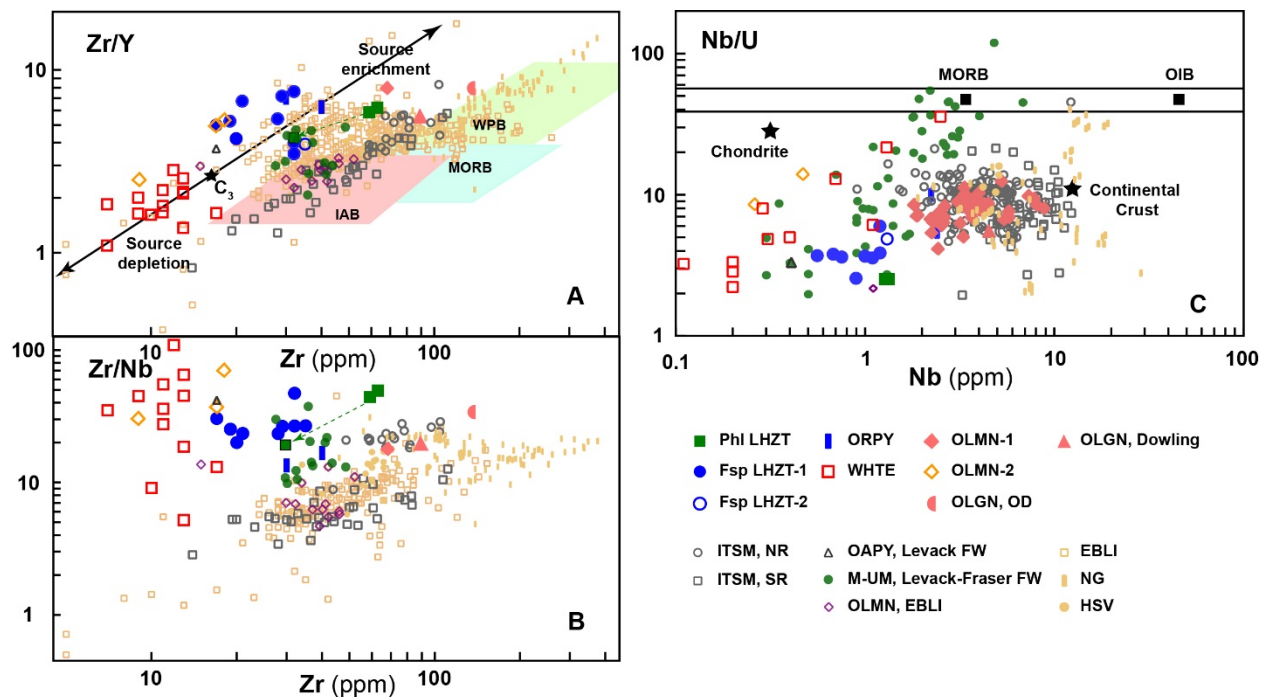 Zr/Y
10
1
Source
enrichment
WPB
MORB
IAB
C3
Source
depletion
A
10
Zr (ppm)
100
Zr/Nb
100
10
1
B
10
Zr (ppm)
100
Nb/U
100
10
1
MORB
OIB
Chondrite
Continental
Crust
C
0.1
1
10
100
Nb (ppm)
Phl LHZT
Fsp LHZT-1
Fsp LHZT-2
ORPY
WHTE
OLMN-1
OLMN-2
OLGN, OD
OLGN, Dowling
ITSM, NR
ITSM, SR
OAPY, Levack FW
M-UM, Levack-Fraser FW
OLMN, EBLI
EBLI
NG
HSV